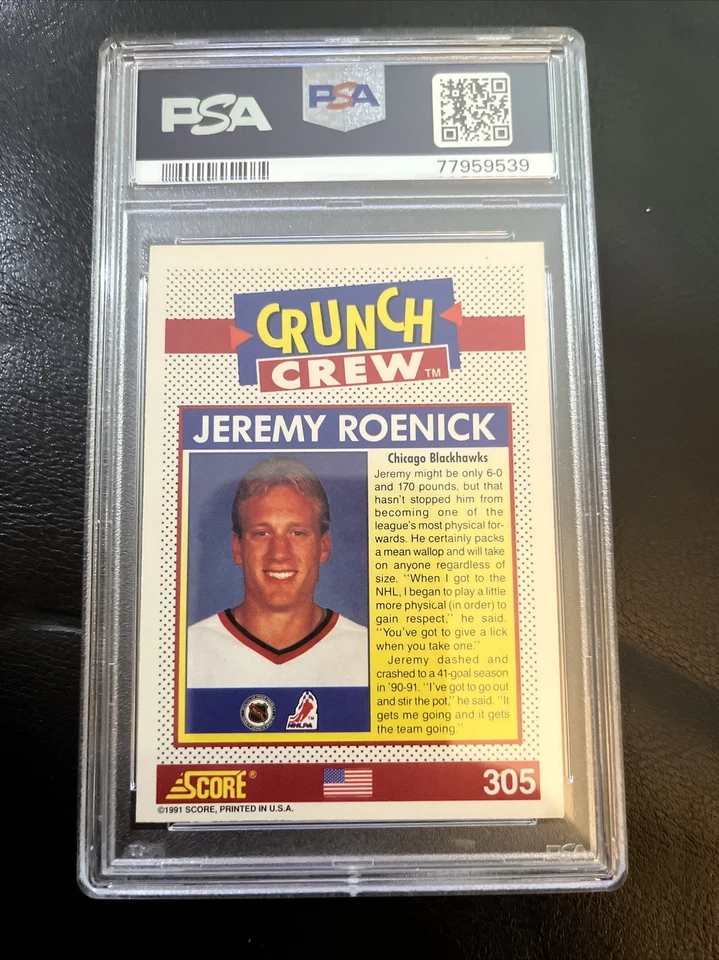 PSA
PSA
77959539
CRUNCH
CREW™
JEREMY ROENICK
Chicago Blackhawks
Jeremy might be only 6-0
and 170 pounds, but that
hasn't stopped him from
becoming one of the
league's most physical for-
wards. He certainly packs
a mean wallop and will take
on anyone regardless of
size. "When I got to the
NHL, I began to play a little
more physical (in order) to
gain respect," he said.
"You've got to give a lick
when you take one."
Jeremy dashed and
crashed to a 41-goal season
in '90-91. "I've got to go out
and stir the pot," he said. "It
gets me going and it gets
the team going."
NHLPA™
SCORE®
305
©1991 SCORE, PRINTED IN U.S.A.
PSA